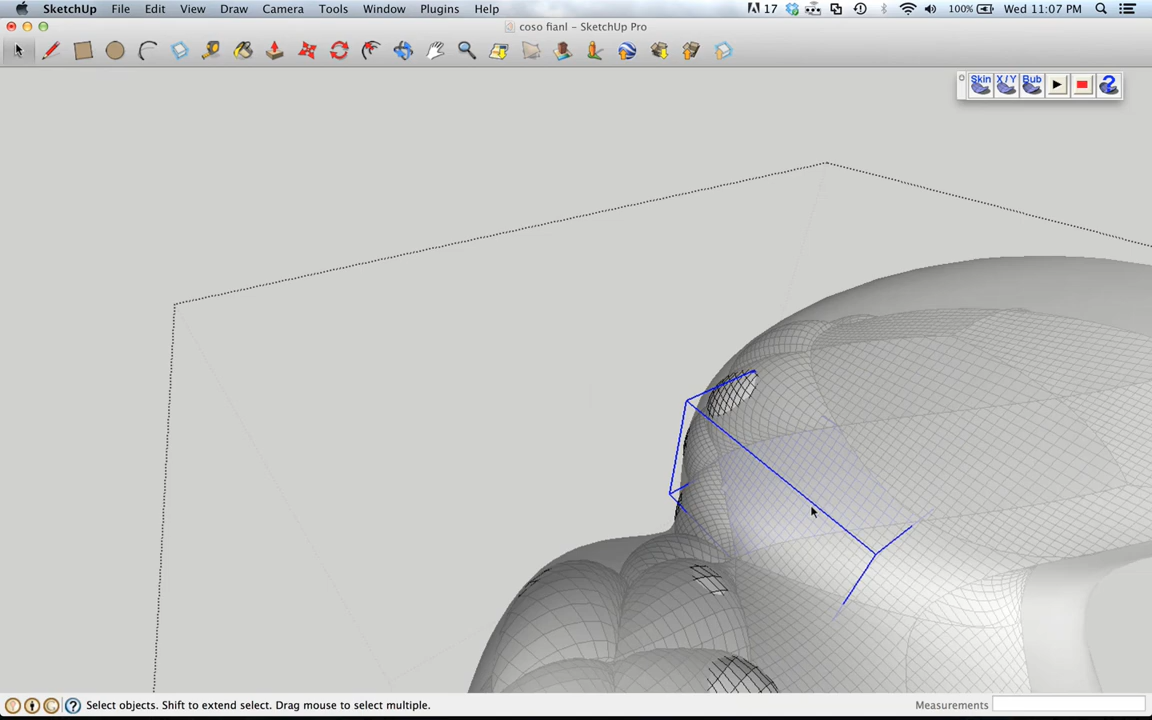 SketchUp File Edit View Draw Camera Tools Window Plugins Help 17 100% Wed 11:07 PM
coso fianl - SketchUp Pro
Skin X / Y Bub
Select objects. Shift to extend select. Drag mouse to select multiple. Measurements